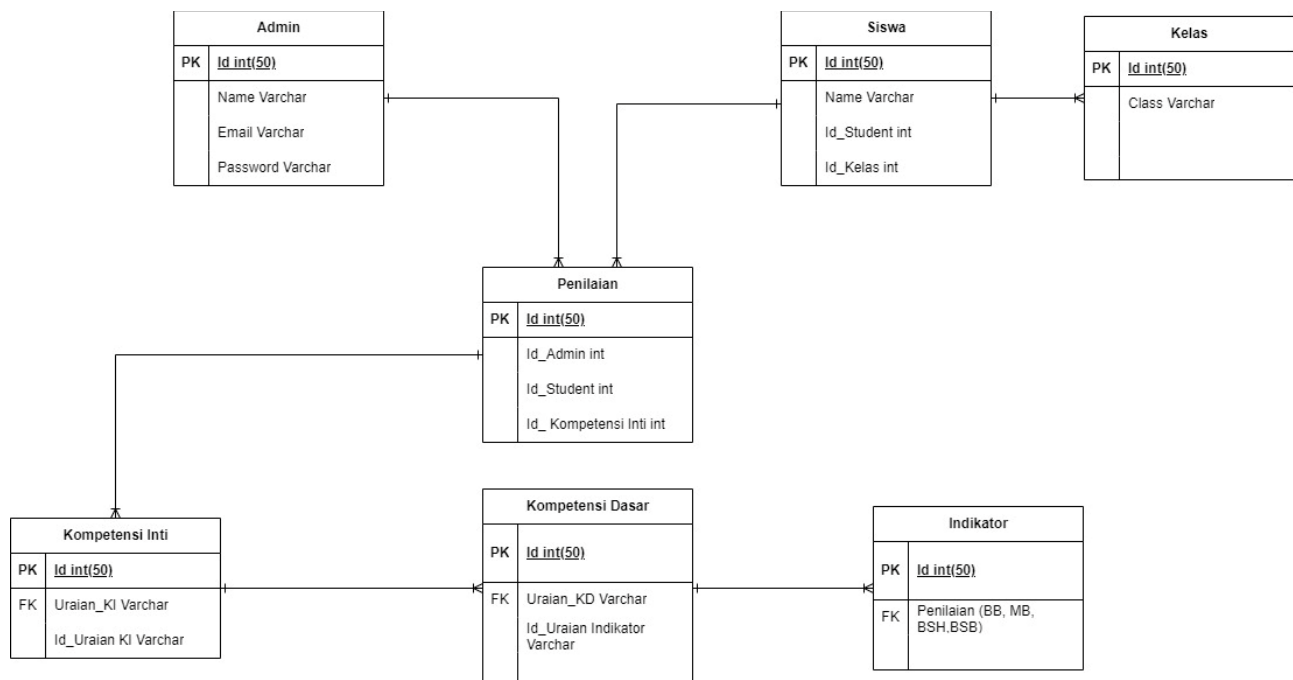 Admin
PK Id int(50)
Name Varchar
Email Varchar
Password Varchar
Siswa
PK Id int(50)
Name Varchar
Id_Student int
Id_Kelas int
Kelas
PK Id int(50)
Class Varchar
Penilaian
PK Id int(50)
Id_Admin int
Id_Student int
Id_ Kompetensi Inti int
Kompetensi Inti
PK Id int(50)
FK Uraian_KI Varchar
Id_Uraian KI Varchar
Kompetensi Dasar
PK Id int(50)
FK Uraian_KD Varchar
Id_Uraian Indikator
Varchar
Indikator
PK Id int(50)
FK Penilaian (BB, MB,
BSH,BSB)